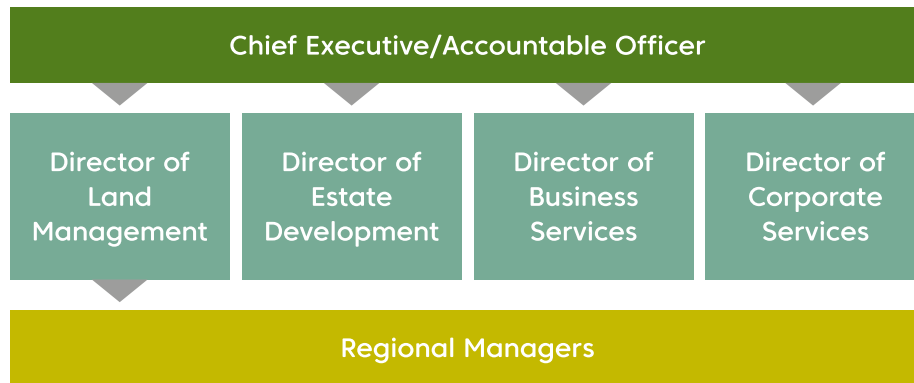 Chief Executive/Accountable Officer
Director of
Land
Management
Director of
Estate
Development
Director of
Business
Services
Director of
Corporate
Services
Regional Managers